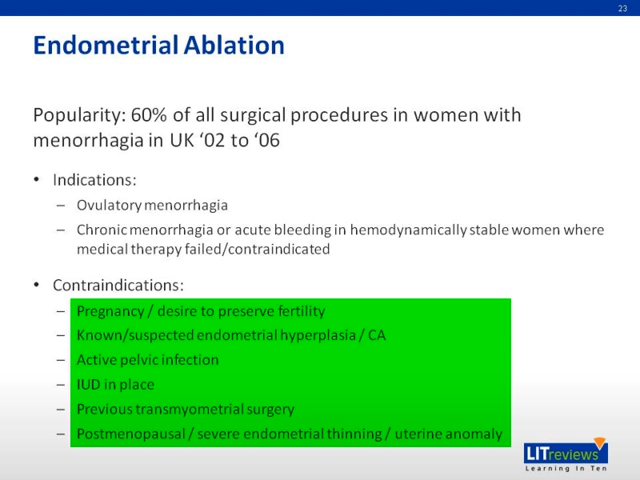 23
Endometrial Ablation
Popularity: 60% of all surgical procedures in women with
menorrhagia in UK ‘02 to ‘06
• Indications:
– Ovulatory menorrhagia
– Chronic menorrhagia or acute bleeding in hemodynamically stable women where
medical therapy failed/contraindicated
• Contraindications:
– Pregnancy / desire to preserve fertility
– Known/suspected endometrial hyperplasia / CA
– Active pelvic infection
– IUD in place
– Previous transmyometrial surgery
– Postmenopausal / severe endometrial thinning / uterine anomaly
LITreviews
Learning In Ten